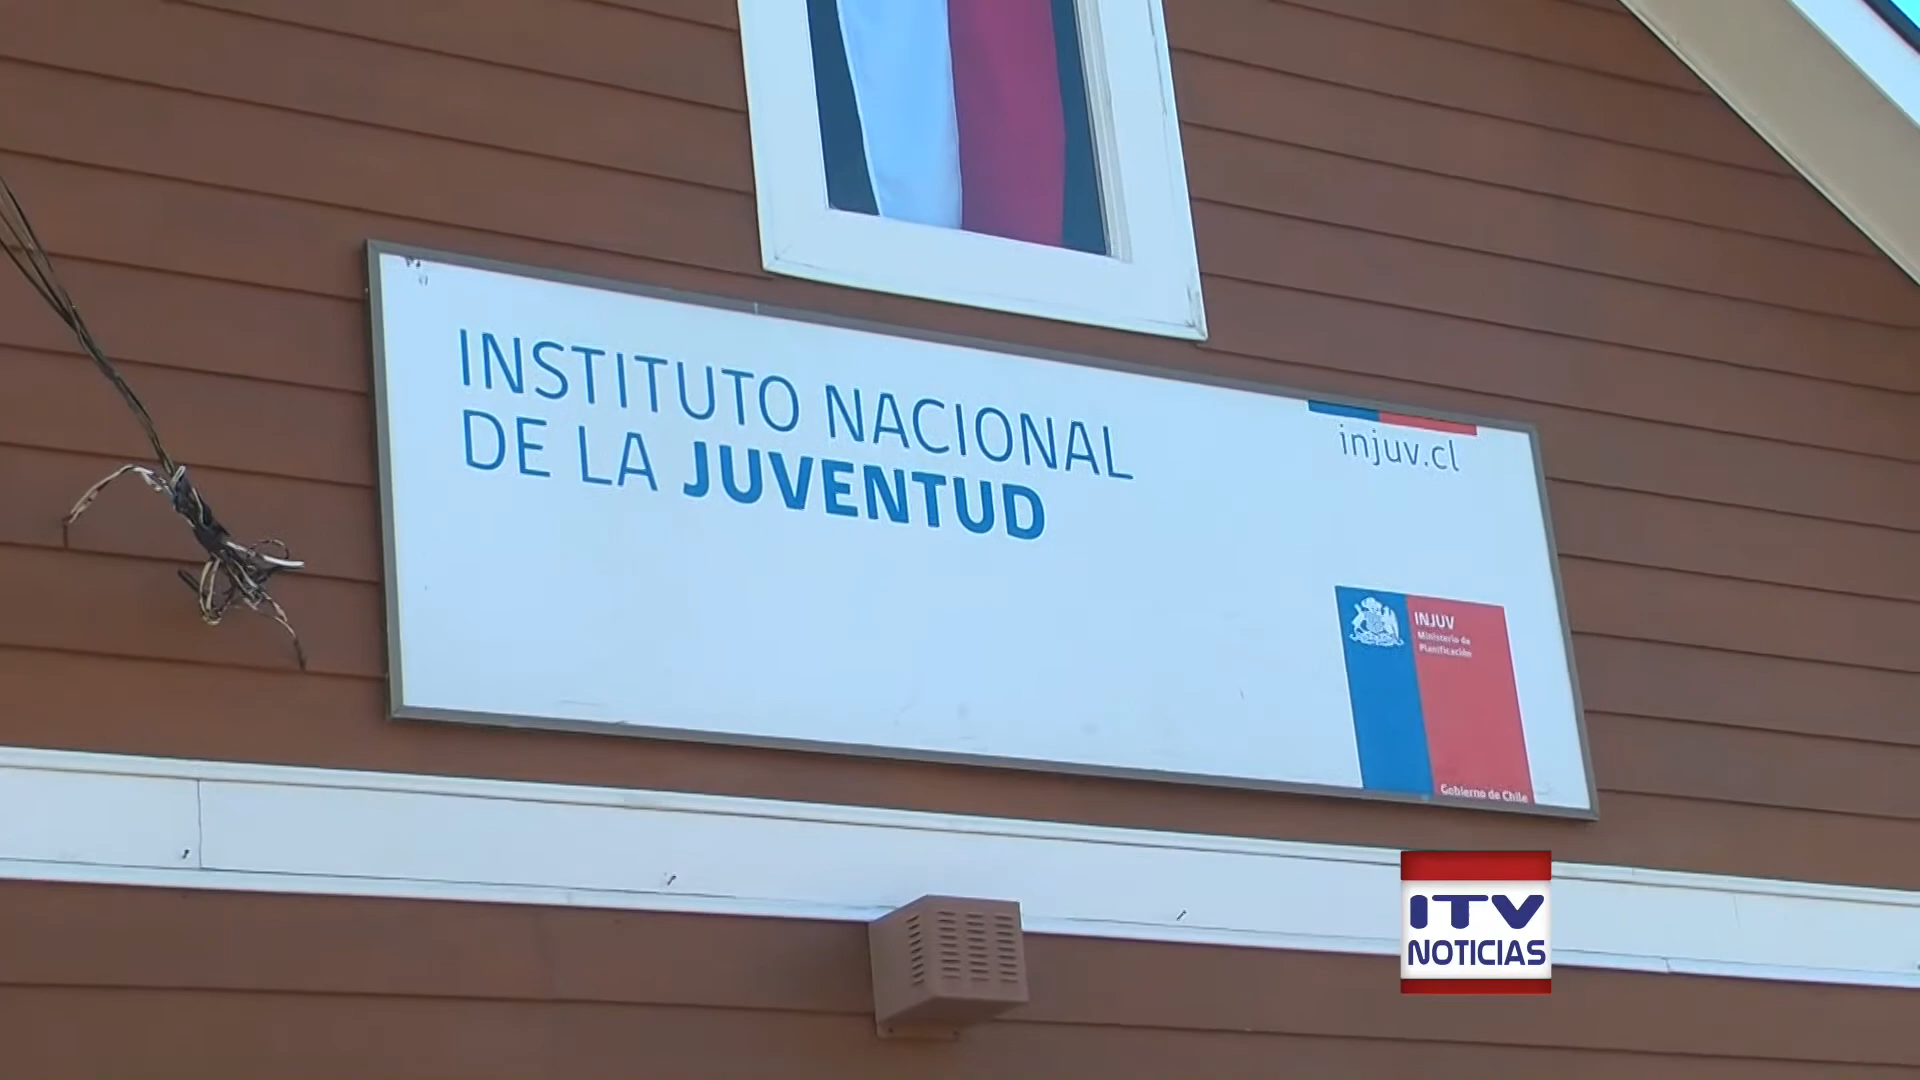 INSTITUTO NACIONAL
DE LA JUVENTUD
injuv.cl
INJUV
Ministerio de
Planificación
Gobierno de Chile
ITV
NOTICIAS